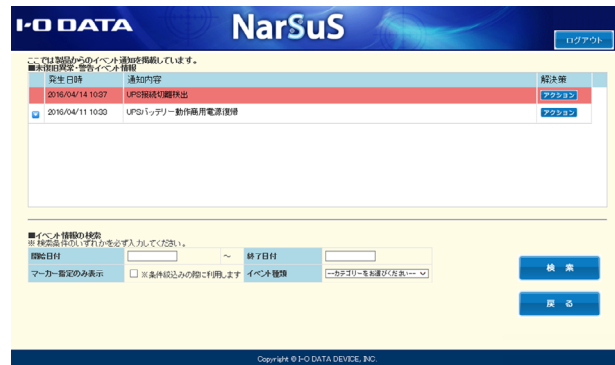 I-O DATA
NarSuS
ログアウト
ここでは製品からのイベント通知を掲載しています。
■未復旧異常・警告イベント情報
発生日時 通知内容 解決策
2016/04/14 10:37 UPS接続切離検出 アクション
2016/04/11 10:33 UPSバッテリー動作商用電源復帰 アクション
■イベント情報の検索
※ 検索条件のいずれかを必ず入力してください。
開始日付 ～ 終了日付
マーカー指定のみ表示 ※条件絞込みの際に利用します イベント種類 --カテゴリーをお選びください--
検 索
戻 る
Copyright © I-O DATA DEVICE, INC.